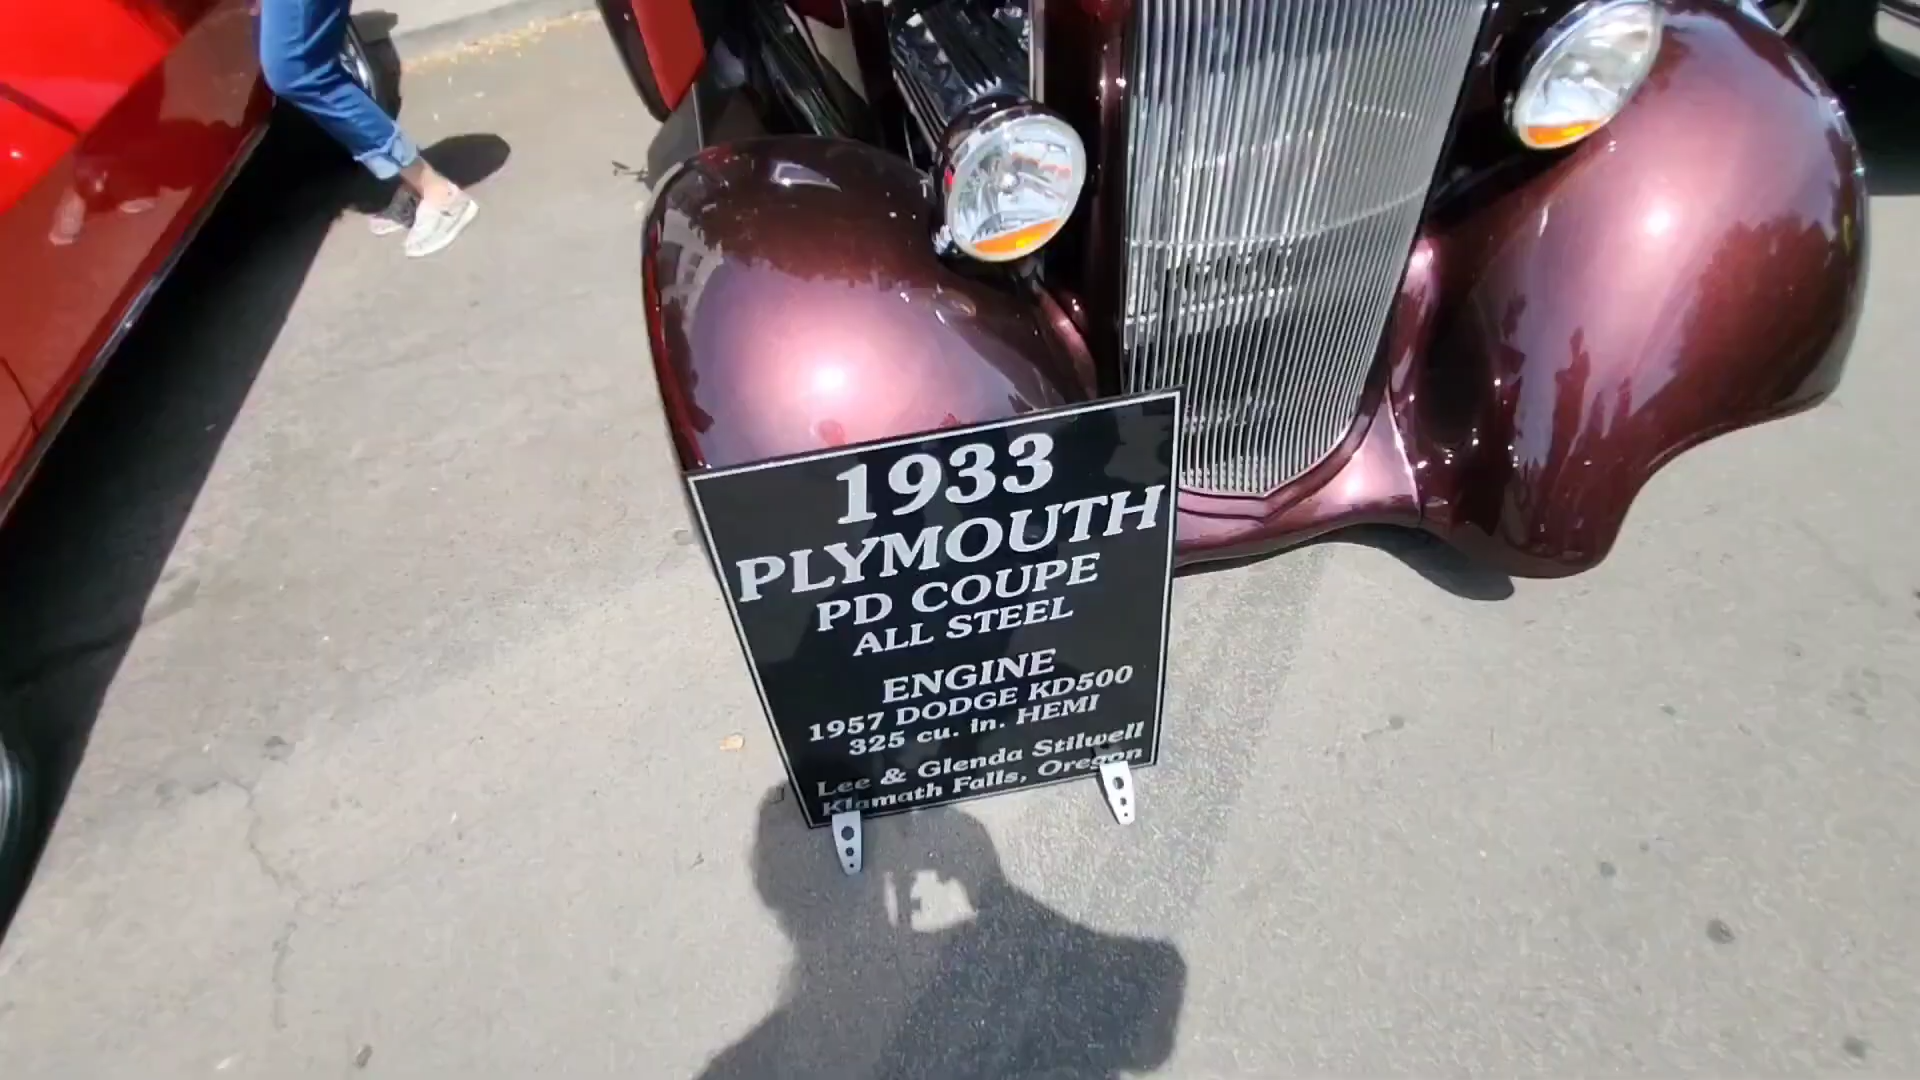 1933
PLYMOUTH
PD COUPE
ALL STEEL
ENGINE
1957 DODGE KD500
325 cu. in. HEMI
Lee & Glenda Stilwell
Klamath Falls, Oregon